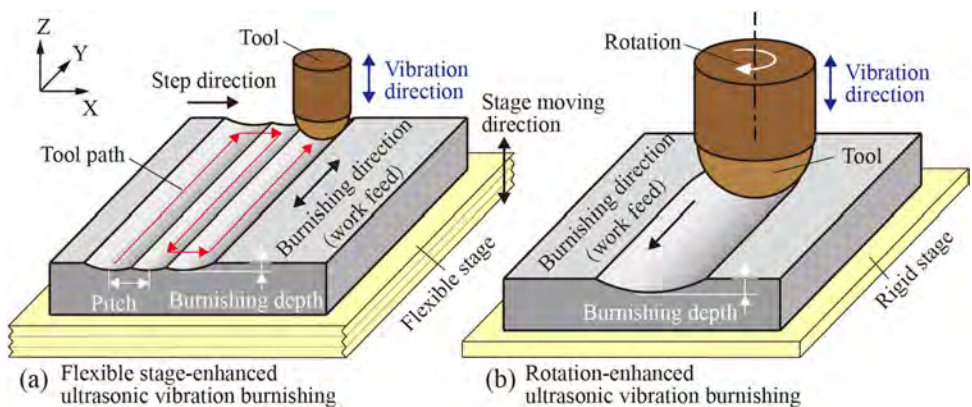 Z
Y
X
Tool
Step direction
Vibration
direction
Stage moving
direction
Tool path
Burnishing direction
(work feed)
Pitch
Burnishing depth
Flexible stage
(a) Flexible stage-enhanced
ultrasonic vibration burnishing
Rotation
Vibration
direction
Tool
Burnishing direction
(work feed)
Burnishing depth
Rigid stage
(b) Rotation-enhanced
ultrasonic vibration burnishing